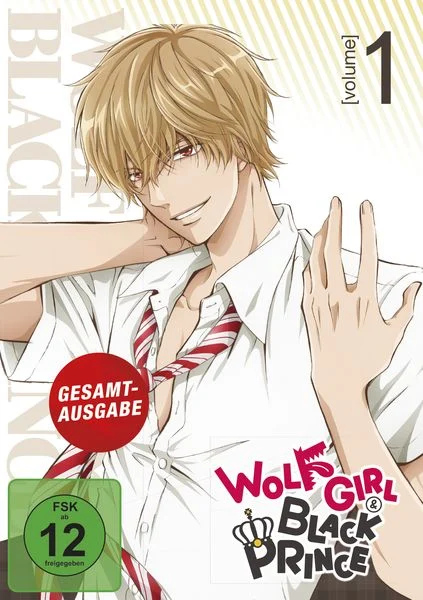 [volume] 1
WOLF
BLACK
GESAMT-
AUSGABE
FSK
ab
12
freigegeben
WOLF GIRL
&
BLACK
PRINCE